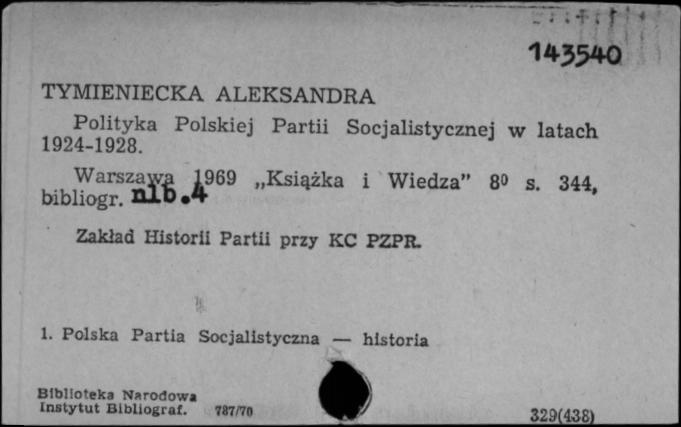 143540
TYMIENIECKA ALEKSANDRA
Polityka Polskiej Partii Socjalistycznej w latach
1924-1928.
Warszawa 1969 „Książka i Wiedza” 8⁰ s. 344,
bibliogr. nlb.4
Zakład Historii Partii przy KC PZPR.
1. Polska Partia Socjalistyczna — historia
Biblioteka Narodowa
Instytut Bibliograf. 787/70
329(438)